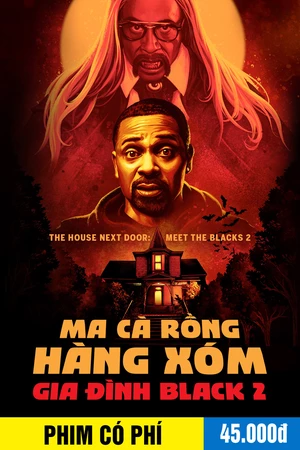 THE HOUSE NEXT DOOR: MEET THE BLACKS 2
MA CÀ RỒNG
HÀNG XÓM
GIA ĐÌNH BLACK 2
PHIM CÓ PHÍ 45.000đ